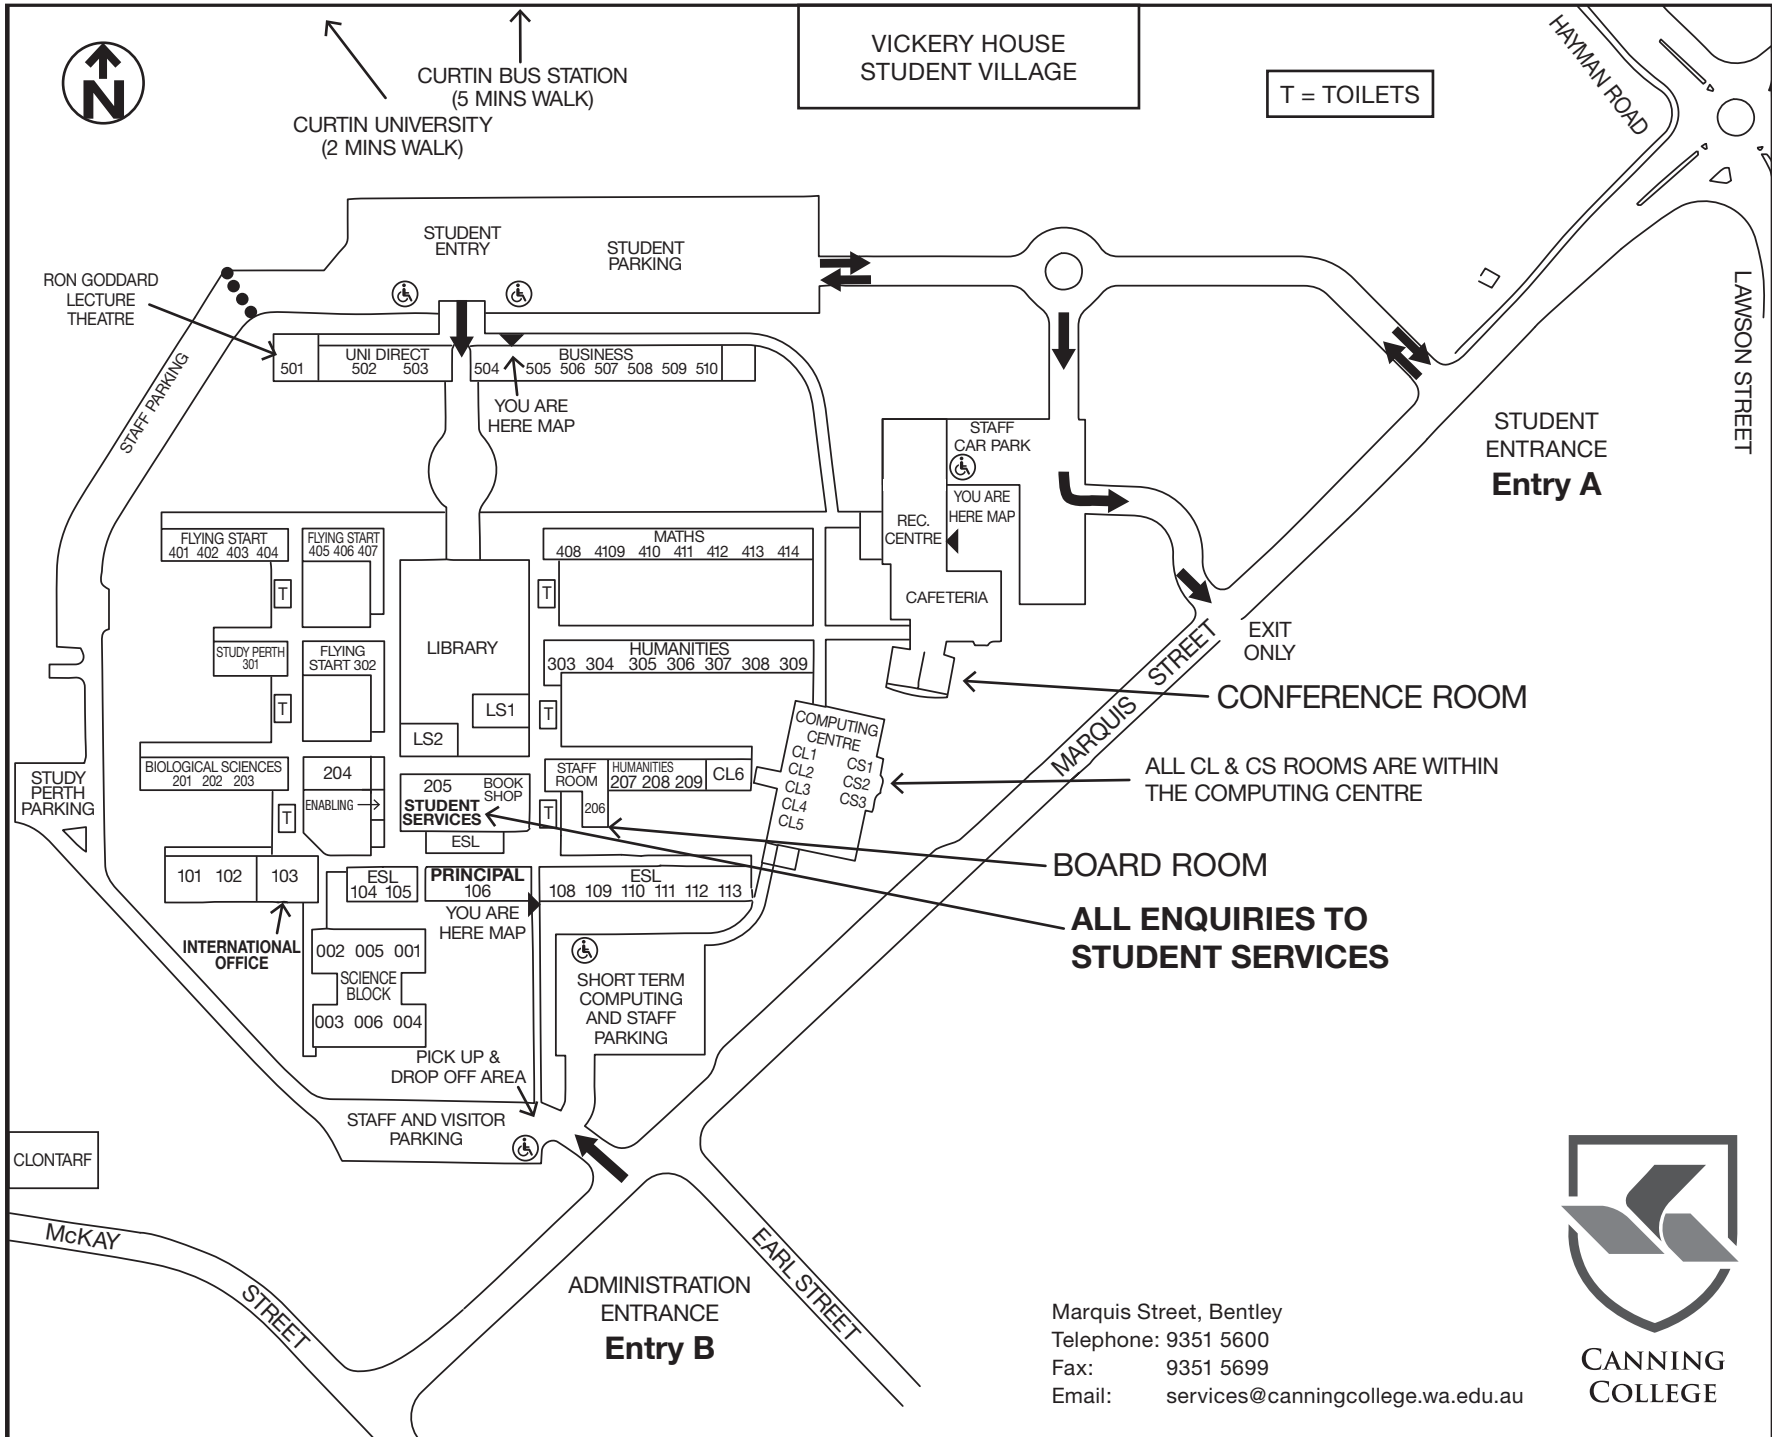 N
CURTIN BUS STATION
(5 MINS WALK)
CURTIN UNIVERSITY
(2 MINS WALK)
VICKERY HOUSE
STUDENT VILLAGE
T = TOILETS
HAYMAN ROAD
LAWSON STREET
STUDENT
ENTRY
STUDENT
PARKING
RON GODDARD
LECTURE
THEATRE
STAFF PARKING
501
UNI DIRECT
502 503
BUSINESS
504 505 506 507 508 509 510
YOU ARE
HERE MAP
STAFF
CAR PARK
YOU ARE
HERE MAP
REC.
CENTRE
CAFETERIA
STUDENT
ENTRANCE
Entry A
EXIT
ONLY
MARQUIS STREET
FLYING START
401 402 403 404
FLYING START
405 406 407
MATHS
408 4109 410 411 412 413 414
T
T
LIBRARY
STUDY PERTH
301
FLYING
START 302
HUMANITIES
303 304 305 306 307 308 309
T
LS1
T
LS2
CONFERENCE ROOM
COMPUTING
CENTRE
CL1
CL2
CL3
CL4
CL5
CS1
CS2
CS3
ALL CL & CS ROOMS ARE WITHIN
THE COMPUTING CENTRE
STUDY
PERTH
PARKING
BIOLOGICAL SCIENCES
201 202 203
204
ENABLING
T
205
BOOK
SHOP
STUDENT
SERVICES
ESL
STAFF
ROOM
HUMANITIES
207 208 209
CL6
T
206
BOARD ROOM
ALL ENQUIRIES TO
STUDENT SERVICES
101 102 103
ESL
104 105
PRINCIPAL
106
ESL
108 109 110 111 112 113
YOU ARE
HERE MAP
INTERNATIONAL
OFFICE
002 005 001
SCIENCE
BLOCK
003 006 004
SHORT TERM
COMPUTING
AND STAFF
PARKING
PICK UP &
DROP OFF AREA
STAFF AND VISITOR
PARKING
CLONTARF
McKAY
STREET
EARL STREET
ADMINISTRATION
ENTRANCE
Entry B
Marquis Street, Bentley
Telephone: 9351 5600
Fax: 9351 5699
Email: services@canningcollege.wa.edu.au
CANNING
COLLEGE